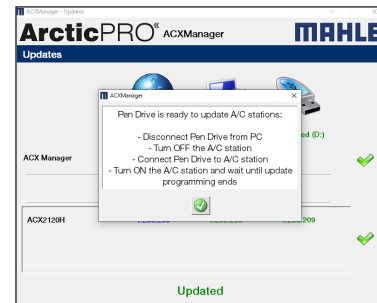 ACXManager - Updates
ArcticPRO® ACXManager
MAHLE
Updates
ACXManager
Pen Drive is ready to update A/C stations:
- Disconnect Pen Drive from PC
- Turn OFF the A/C station
- Connect Pen Drive to A/C station
- Turn ON the A/C station and wait until update
programming ends
ed (D:)
ACX Manager
ACX2120H
209
Updated